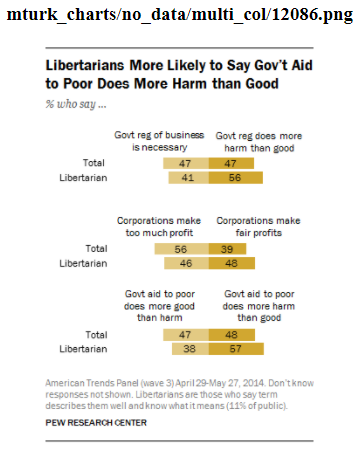 mturk_charts/no_data/multi_col/12086.png
Libertarians More Likely to Say Gov't Aid
to Poor Does More Harm than Good
% who say ...
Govt reg of business is necessary
Govt reg does more harm than good
Total 47 47
Libertarian 41 56
Corporations make too much profit
Corporations make fair profits
Total 56 39
Libertarian 46 48
Govt aid to poor does more good than harm
Govt aid to poor does more harm than good
Total 47 48
Libertarian 38 57
American Trends Panel (wave 3) April 29-May 27, 2014. Don't know
responses not shown. Libertarians are those who say term
describes them well and know what it means (11% of public).
PEW RESEARCH CENTER